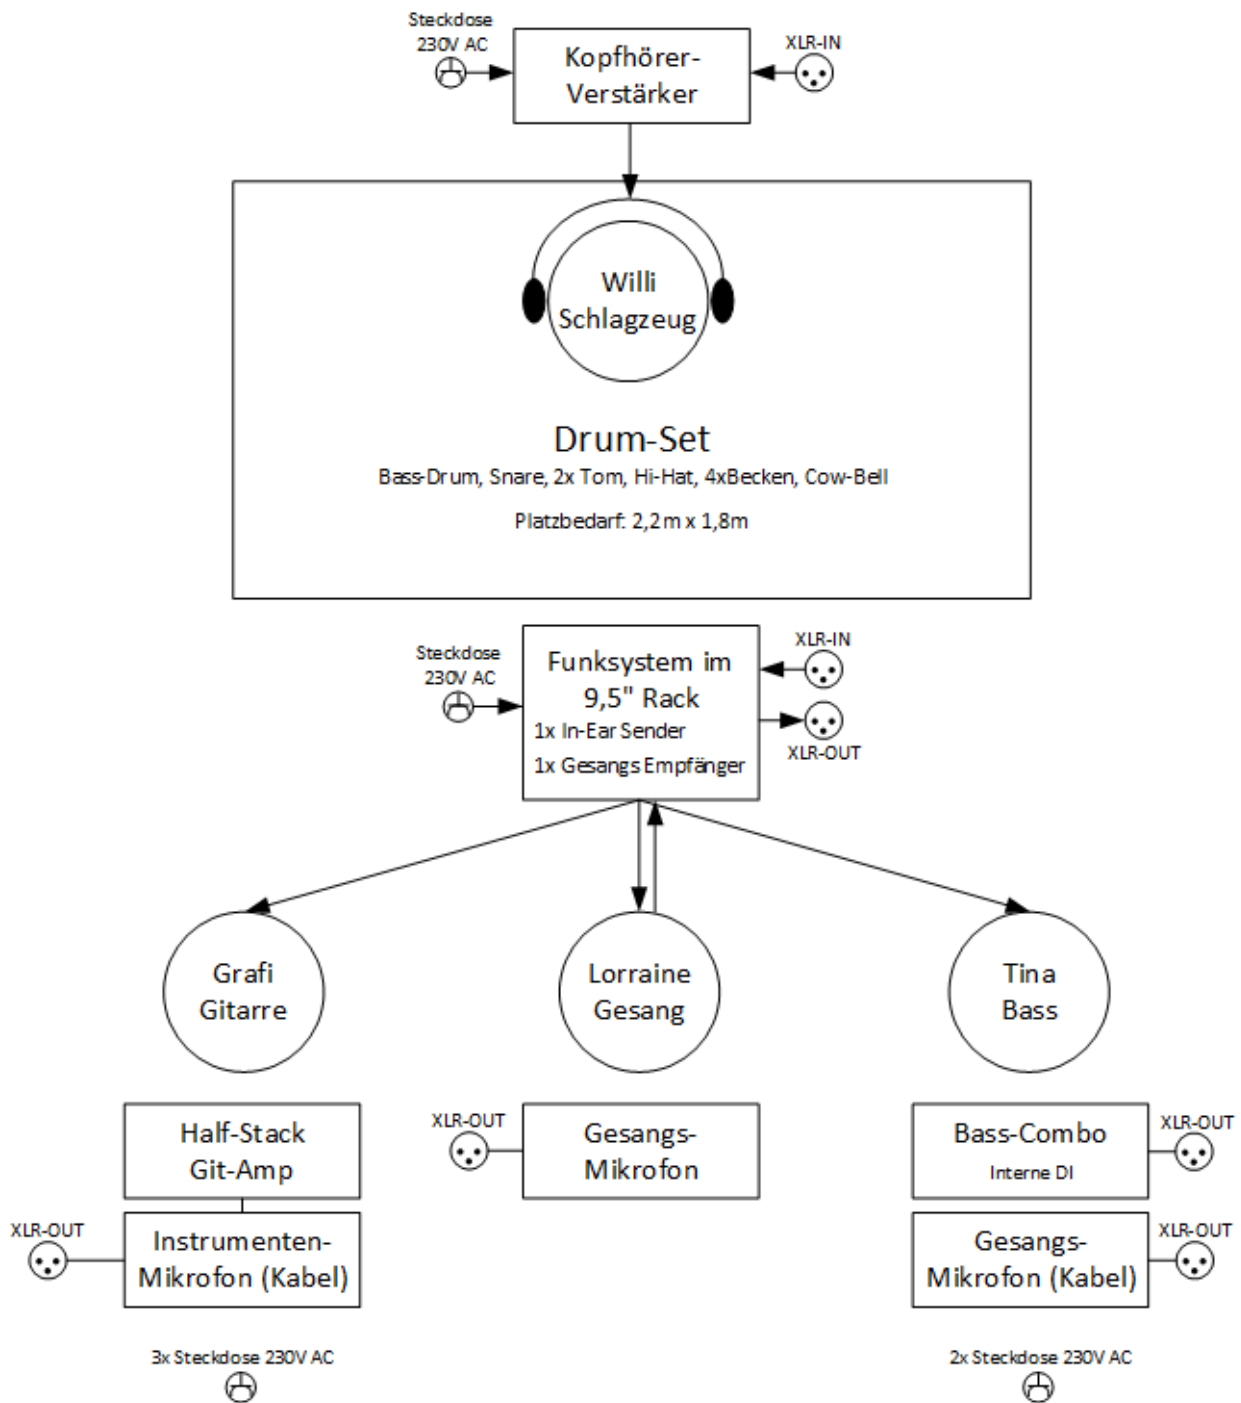 Steckdose
230V AC
Kopfhörer-
Verstärker
XLR-IN
Willi
Schlagzeug
Drum-Set
Bass-Drum, Snare, 2x Tom, Hi-Hat, 4xBecken, Cow-Bell
Platzbedarf: 2,2m x 1,8m
Steckdose
230V AC
Funksystem im
9,5" Rack
1x In-Ear Sender
1x Gesangs Empfänger
XLR-IN
XLR-OUT
Grafi
Gitarre
Lorraine
Gesang
Tina
Bass
Half-Stack
Git-Amp
XLR-OUT
Instrumenten-
Mikrofon (Kabel)
3x Steckdose 230V AC
XLR-OUT
Gesangs-
Mikrofon
Bass-Combo
Interne DI
XLR-OUT
Gesangs-
Mikrofon (Kabel)
XLR-OUT
2x Steckdose 230V AC